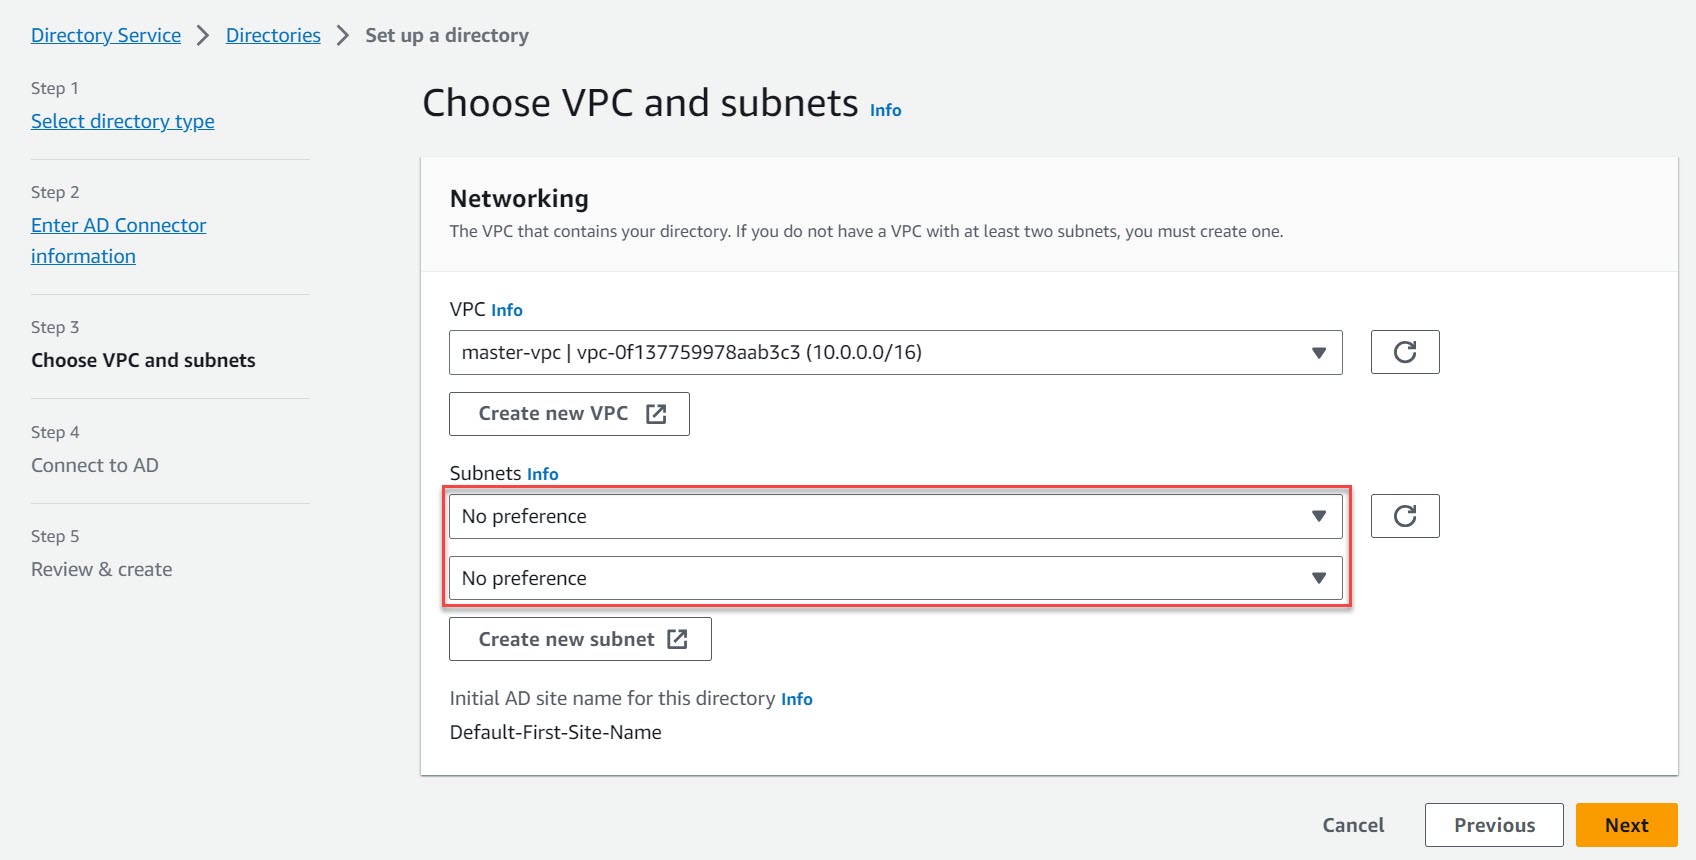 Directory Service > Directories > Set up a directory
Step 1
Select directory type
Step 2
Enter AD Connector
information
Step 3
Choose VPC and subnets
Step 4
Connect to AD
Step 5
Review & create
Choose VPC and subnets Info
Networking
The VPC that contains your directory. If you do not have a VPC with at least two subnets, you must create one.
VPC Info
master-vpc | vpc-0f137759978aab3c3 (10.0.0.0/16)
Create new VPC
Subnets Info
No preference
No preference
Create new subnet
Initial AD site name for this directory Info
Default-First-Site-Name
Cancel Previous Next